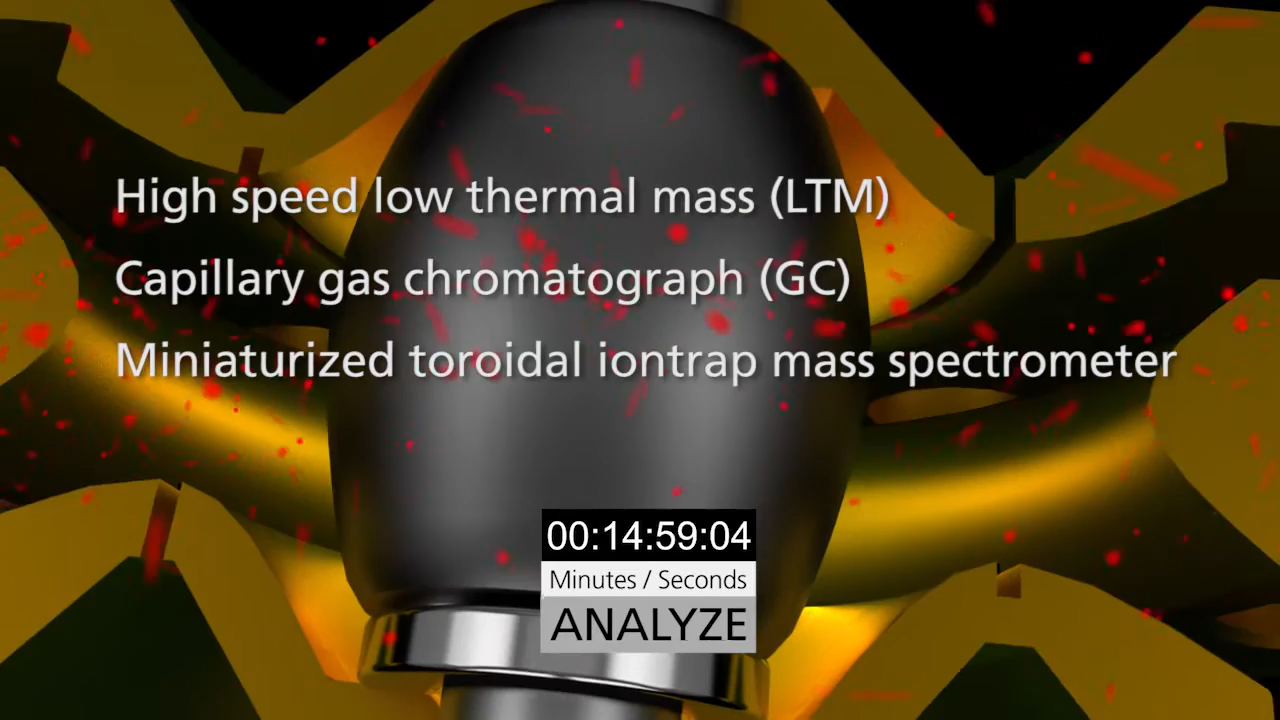 High speed low thermal mass (LTM)
Capillary gas chromatograph (GC)
Miniaturized toroidal iontrap mass spectrometer
00:14:59:04
Minutes / Seconds
ANALYZE